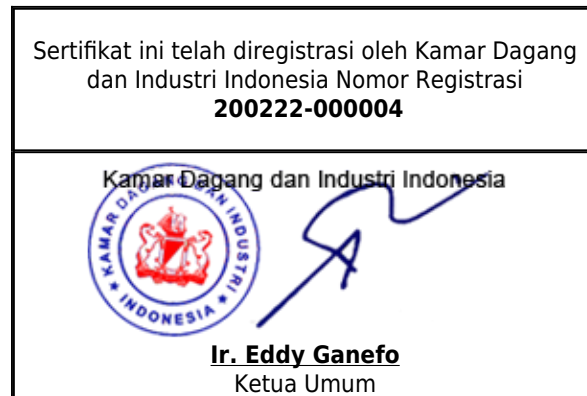 Sertifikat ini telah diregistrasi oleh Kamar Dagang
dan Industri Indonesia Nomor Registrasi
200222-000004
Kamar Dagang dan Industri Indonesia
KAMAR DAGANG DAN INDUSTRI
INDONESIA
Ir. Eddy Ganefo
Ketua Umum